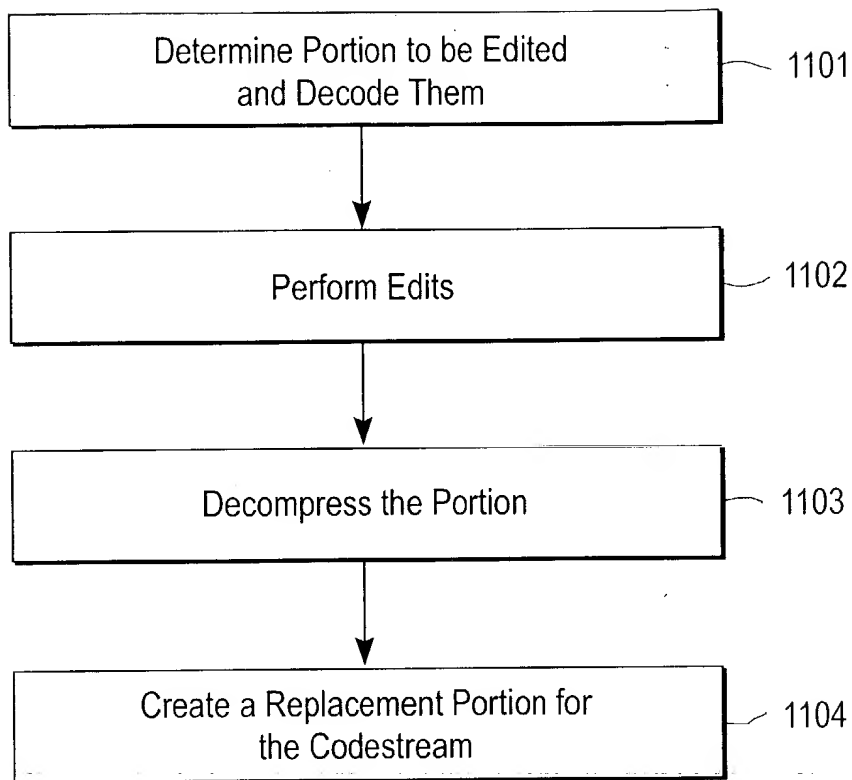 Determine Portion to be Edited
and Decode Them
1101
Perform Edits
1102
Decompress the Portion
1103
Create a Replacement Portion for
the Codestream
1104